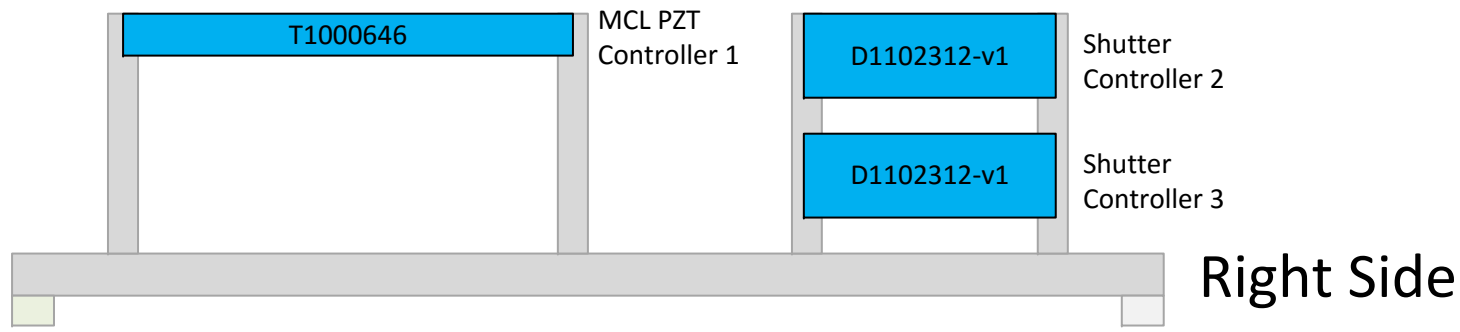 T1000646
MCL PZT
Controller 1
D1102312-v1
Shutter
Controller 2
D1102312-v1
Shutter
Controller 3
Right Side